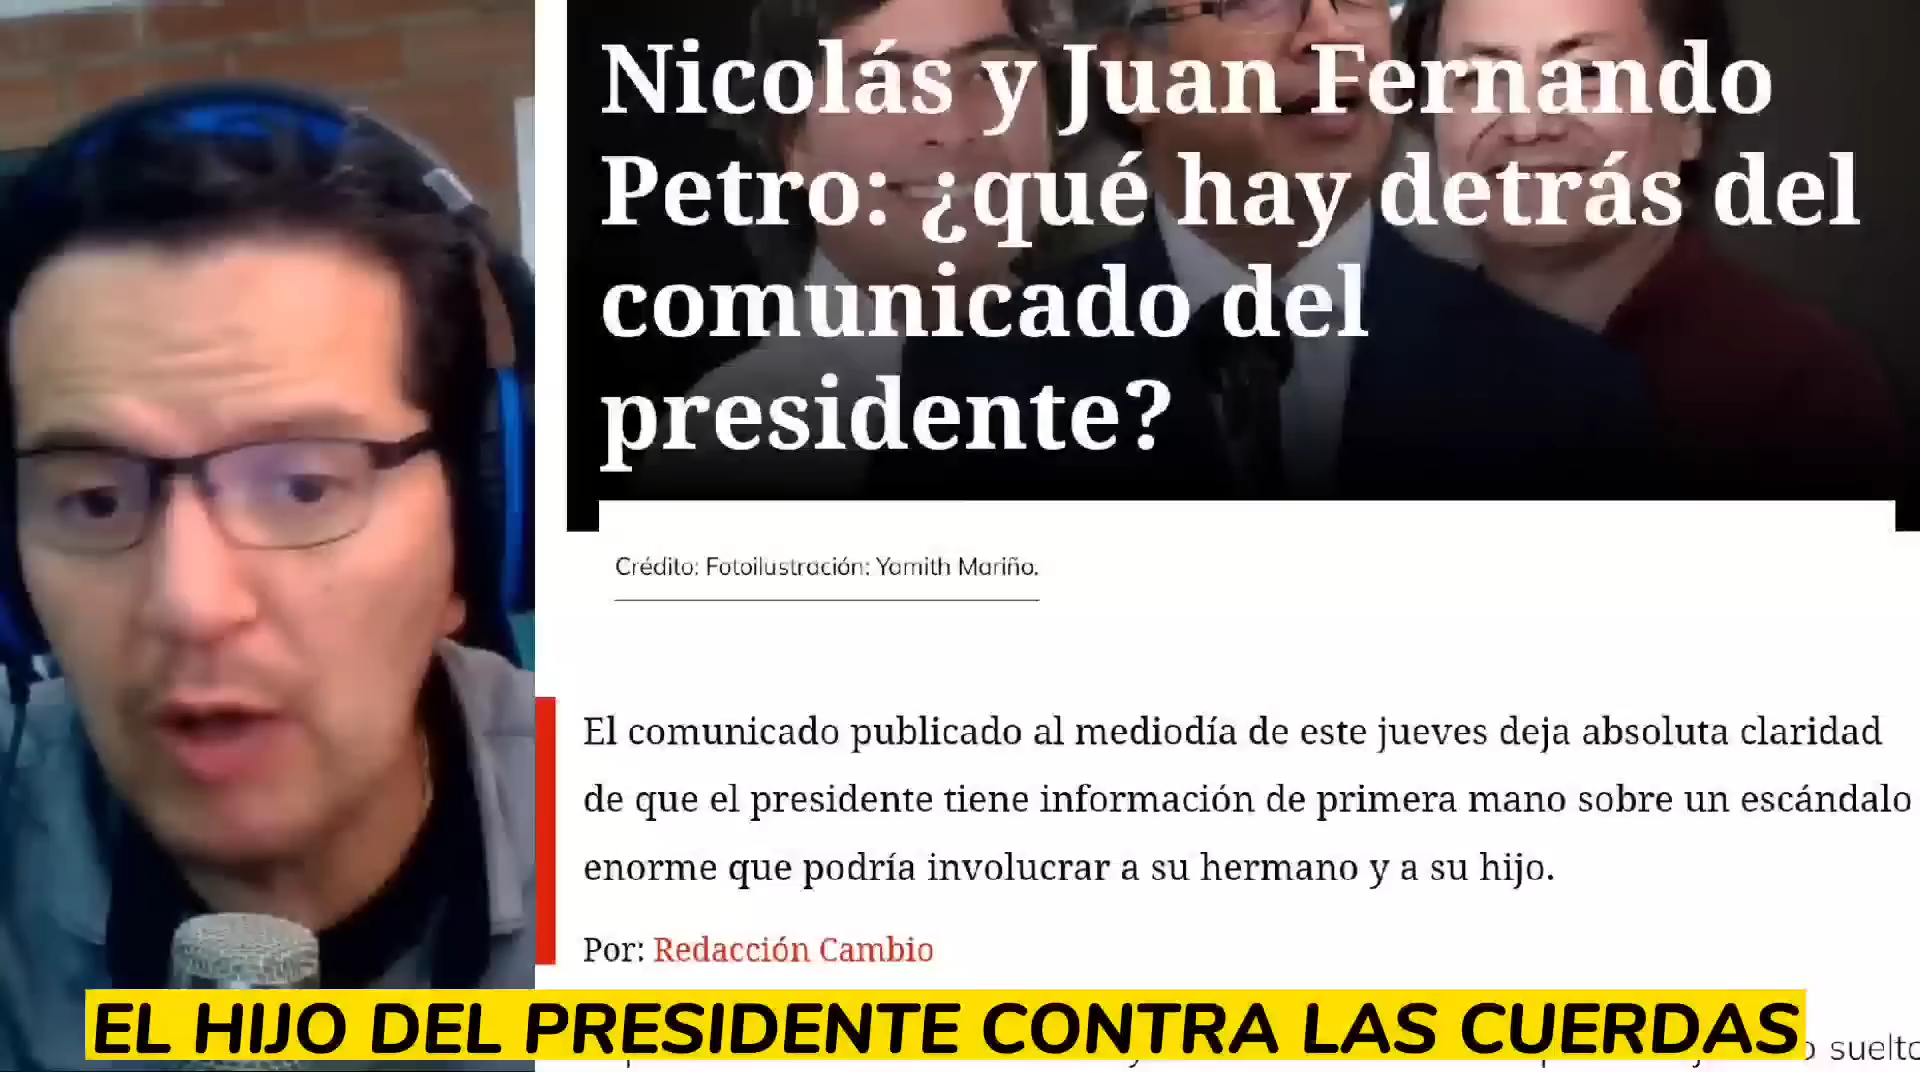 Nicolás y Juan Fernando
Petro: ¿qué hay detrás del
comunicado del
presidente?
Crédito: Fotoilustración: Yamith Mariño.
El comunicado publicado al mediodía de este jueves deja absoluta claridad
de que el presidente tiene información de primera mano sobre un escándalo
enorme que podría involucrar a su hermano y a su hijo.
Por: Redacción Cambio
EL HIJO DEL PRESIDENTE CONTRA LAS CUERDAS